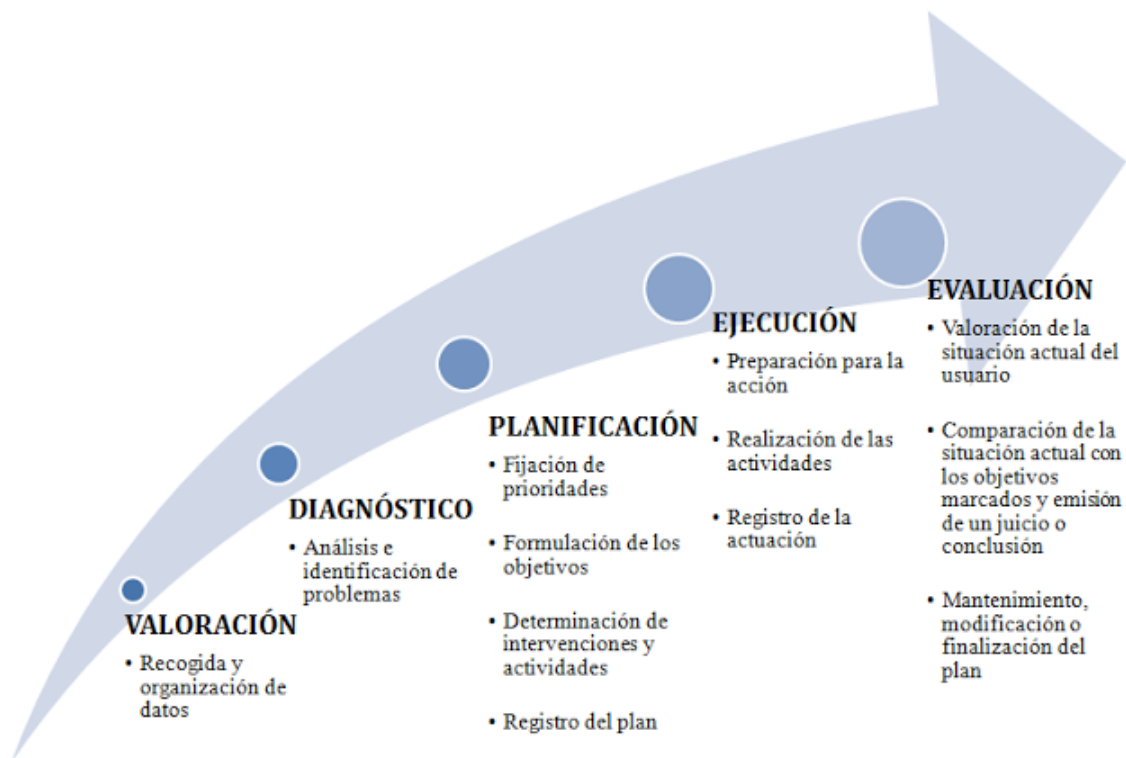 VALORACIÓN
• Recogida y
organización de
datos
DIAGNÓSTICO
• Análisis e
identificación de
problemas
PLANIFICACIÓN
• Fijación de
prioridades
• Formulación de los
objetivos
• Determinación de
intervenciones y
actividades
• Registro del plan
EJECUCIÓN
• Preparación para la
acción
• Realización de las
actividades
• Registro de la
actuación
EVALUACIÓN
• Valoración de la
situación actual del
usuario
• Comparación de la
situación actual con
los objetivos
marcados y emisión
de un juicio o
conclusión
• Mantenimiento,
modificación o
finalización del
plan